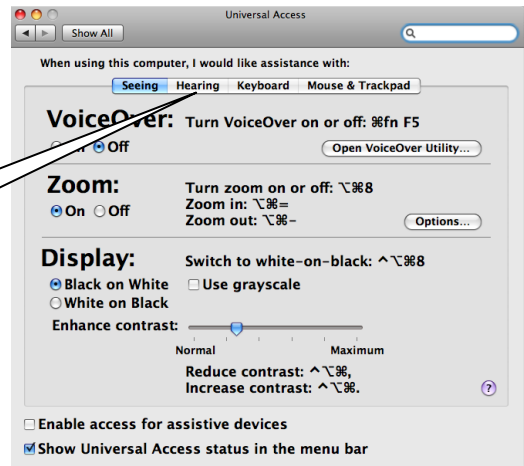 Universal Access
Show All
When using this computer, I would like assistance with:
Seeing Hearing Keyboard Mouse & Trackpad
VoiceOver: Turn VoiceOver on or off: ⌘fn F5
Off
Open VoiceOver Utility...
Zoom: Turn zoom on or off: ⌥⌘8
On Off
Zoom in: ⌥⌘=
Zoom out: ⌥⌘-
Options...
Display: Switch to white-on-black: ^⌥⌘8
Black on White Use grayscale
White on Black
Enhance contrast:
Normal Maximum
Reduce contrast: ^⌥⌘,
Increase contrast: ^⌥⌘.
?
Enable access for assistive devices
Show Universal Access status in the menu bar